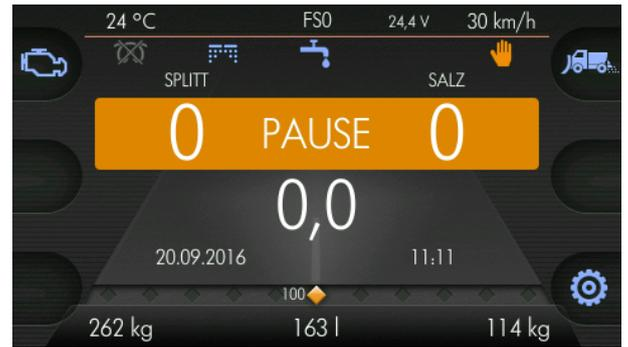 24 °C FS0 24,4 V 30 km/h
SPLITT SALZ
0 PAUSE 0
0,0
20.09.2016 11:11
100
262 kg 163 l 114 kg